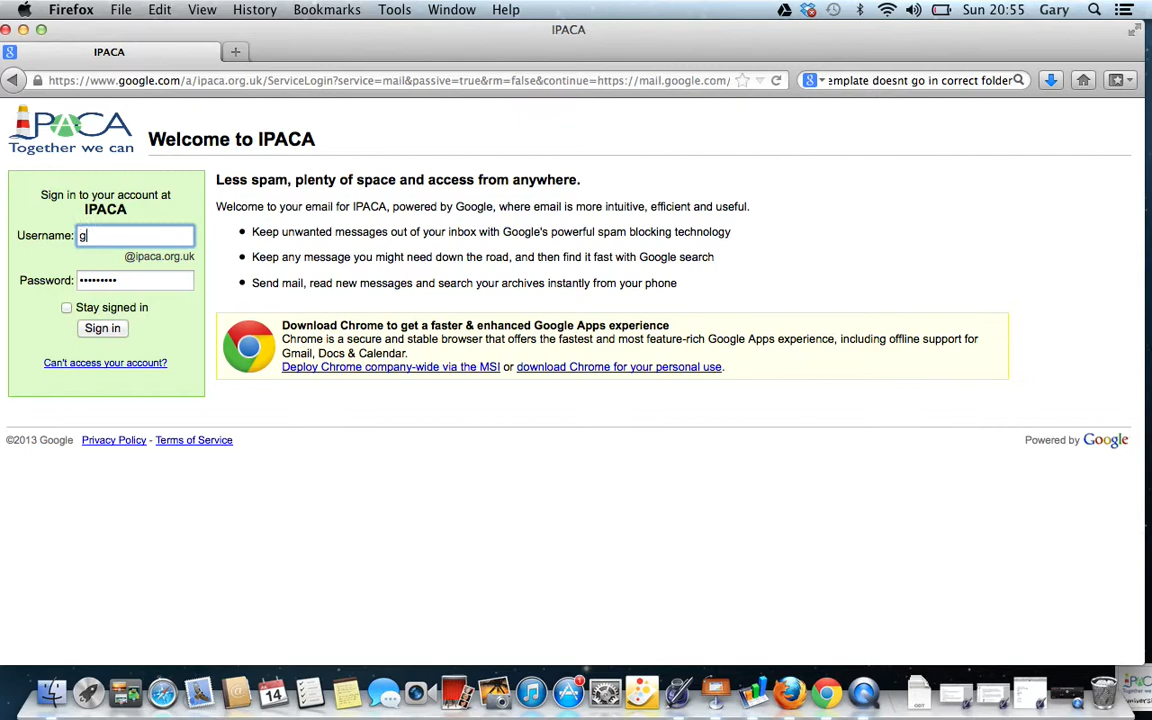 Firefox File Edit View History Bookmarks Tools Window Help Sun 20:55 Gary
IPACA
IPACA
https://www.google.com/a/ipaca.org.uk/ServiceLogin?service=mail&passive=true&rm=false&continue=https://mail.google.com/ emplate doesnt go in correct folder
IPACA
Together we can
Welcome to IPACA
Sign in to your account at
IPACA
Username: g
@ipaca.org.uk
Password: •••••••••
Stay signed in
Sign in
Can't access your account?
Less spam, plenty of space and access from anywhere.
Welcome to your email for IPACA, powered by Google, where email is more intuitive, efficient and useful.
Keep unwanted messages out of your inbox with Google's powerful spam blocking technology
Keep any message you might need down the road, and then find it fast with Google search
Send mail, read new messages and search your archives instantly from your phone
Download Chrome to get a faster & enhanced Google Apps experience
Chrome is a secure and stable browser that offers the fastest and most feature-rich Google Apps experience, including offline support for
Gmail, Docs & Calendar.
Deploy Chrome company-wide via the MSI or download Chrome for your personal use.
©2013 Google Privacy Policy - Terms of Service
Powered by Google
14
1